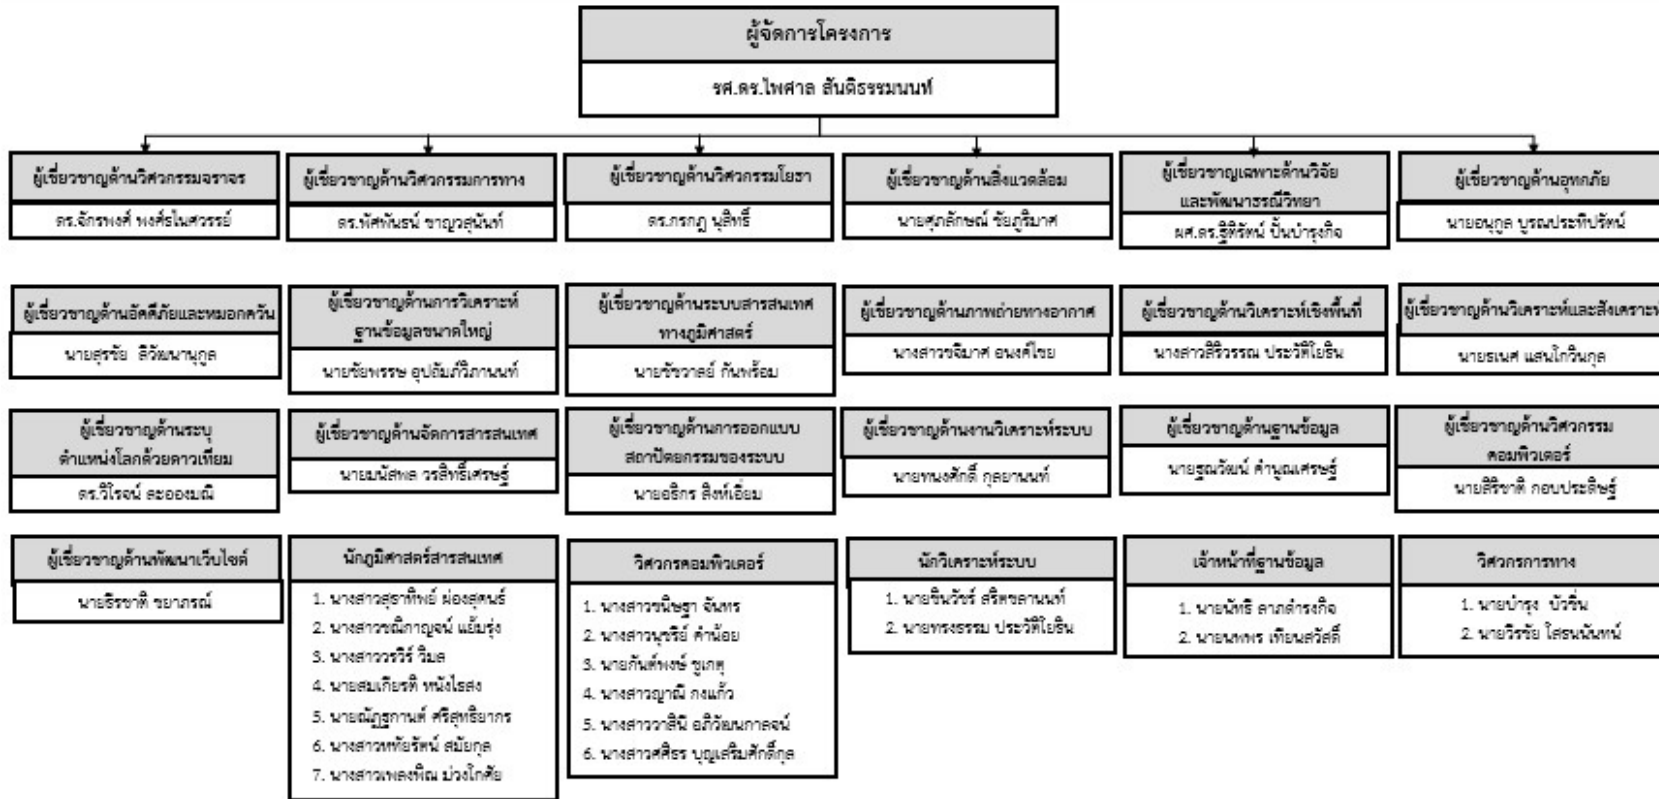 ผู้จัดการโครงการ
รศ.ดร.ไพศาล สันติธรรมนนท์
ผู้เชี่ยวชาญด้านวิศวกรรมจราจร
ดร.จักรพงศ์ พงศ์ธไนศวรรย์
ผู้เชี่ยวชาญด้านวิศวกรรมการทาง
ดร.พัศพันธน์ ชาญวสุนันท์
ผู้เชี่ยวชาญด้านวิศวกรรมโยธา
ดร.กรกฎ นุสิทธิ์
ผู้เชี่ยวชาญด้านสิ่งแวดล้อม
นายศุภลักษณ์ ชัยภูริมาศ
ผู้เชี่ยวชาญเฉพาะด้านวิจัย
และพัฒนาธรณีวิทยา
ผศ.ดร.ฐิติรัตน์ ปั้นบำรุงกิจ
ผู้เชี่ยวชาญด้านอุทกภัย
นายอนุกูล บูรณประทีปรัตน์
ผู้เชี่ยวชาญด้านอัคคีภัยและหมอกควัน
นายสุรชัย ลิวัฒนานุกูล
ผู้เชี่ยวชาญด้านการวิเคราะห์
ฐานข้อมูลขนาดใหญ่
นายชัยพรรษ อุปถัมภ์วิภานนท์
ผู้เชี่ยวชาญด้านระบบสารสนเทศ
ทางภูมิศาสตร์
นายชัชวาลย์ กันพร้อม
ผู้เชี่ยวชาญด้านภาพถ่ายทางอากาศ
นางสาวชจิมาศ อนงค์ไชย
ผู้เชี่ยวชาญด้านวิเคราะห์เชิงพื้นที่
นางสาวสิริวรรณ ประวัติโยธิน
ผู้เชี่ยวชาญด้านวิเคราะห์และสังเคราะห์
นายธเนศ แสนโกวินกุล
ผู้เชี่ยวชาญด้านระบุ
ตำแหน่งโลกด้วยดาวเทียม
ดร.วิโรจน์ ละอองมณี
ผู้เชี่ยวชาญด้านจัดการสารสนเทศ
นายมนัสพล วรสิทธิ์เศรษฐ์
ผู้เชี่ยวชาญด้านการออกแบบ
สถาปัตยกรรมของระบบ
นายอธิกร สิงห์เอี่ยม
ผู้เชี่ยวชาญด้านงานวิเคราะห์ระบบ
นายทนงศักดิ์ กุลยานนท์
ผู้เชี่ยวชาญด้านฐานข้อมูล
นายฐณวัฒน์ คำนูณเศรษฐ์
ผู้เชี่ยวชาญด้านวิศวกรรม
คอมพิวเตอร์
นายสิริชาติ กอบประดิษฐ์
ผู้เชี่ยวชาญด้านพัฒนาเว็บไซต์
นายธีรชาติ ชยาภรณ์
นักภูมิศาสตร์สารสนเทศ
1. นางสาวสุธาทิพย์ ผ่องสุคนธ์
2. นางสาวชณิกาญจน์ แย้มรุ่ง
3. นางสาววรวีร์ วิมล
4. นายสมเกียรติ หนังไธสง
5. นายณัฏฐกานต์ ศรีสุทธิยากร
6. นางสาวหทัยรัตน์ สมัยกุล
7. นางสาวเพลงพิณ บ่วงโกศัย
วิศวกรคอมพิวเตอร์
1. นางสาวชนิษฐา จันทร
2. นางสาวนุชรีย์ คำน้อย
3. นายกันต์พงษ์ ชูเกตุ
4. นางสาวญาณี กงแก้ว
5. นางสาววาสินี อภิวัฒนกาลจน์
6. นางสาวศศิธร บุญเสริมศักดิ์กุล
นักวิเคราะห์ระบบ
1. นายชินวัชร์ สริตชลานนท์
2. นายทรงธรรม ประวัติโยธิน
เจ้าหน้าที่ฐานข้อมูล
1. นายนัทธี ลาภดำรงกิจ
2. นายนพพร เทียนสวัสดิ์
วิศวกรการทาง
1. นายบำรุง บัวชื่น
2. นายวีรชัย โสธนนันทน์